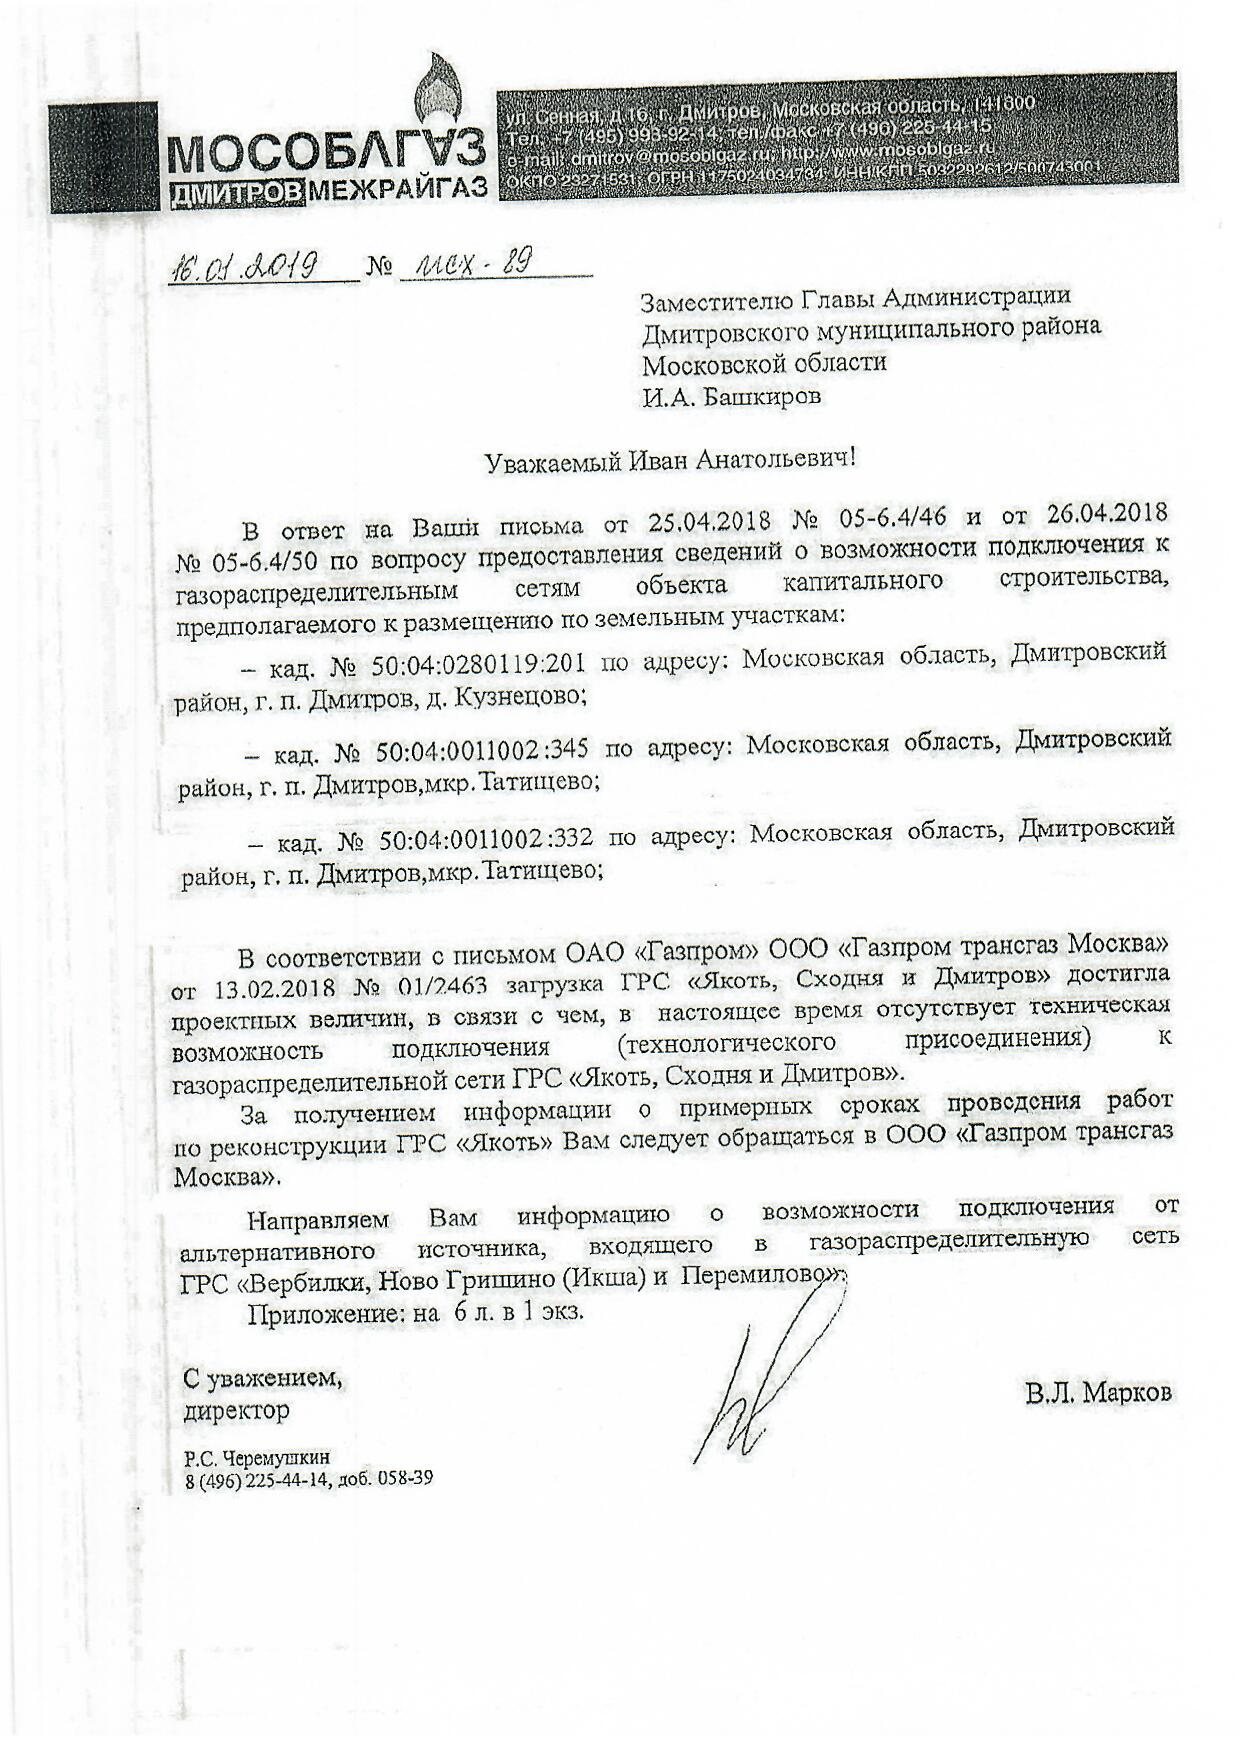 МОСОБЛГАЗ
ДМИТРОВМЕЖРАЙГАЗ
ул. Сенная, д.16, г. Дмитров, Московская область, 141800
Тел.: +7 (495) 993-92-14, тел./факс +7 (496) 225-44-15
e-mail: dmitrov@mosoblgaz.ru, http://www.mosoblgaz.ru
ОКПО 23271531 ОГРН 1175024034734 ИНН/КПП
16.01.2019 № исх - 89
Заместителю Главы Администрации
Дмитровского муниципального района
Московской области
И.А. Башкиров
Уважаемый Иван Анатольевич!
В ответ на Ваши письма от 25.04.2018 № 05-6.4/46 и от 26.04.2018
№ 05-6.4/50 по вопросу предоставления сведений о возможности подключения к
газораспределительным сетям объекта капитального строительства,
предполагаемого к размещению по земельным участкам:
– кад. № 50:04:0280119:201 по адресу: Московская область, Дмитровский
район, г. п. Дмитров, д. Кузнецово;
– кад. № 50:04:0011002:345 по адресу: Московская область, Дмитровский
район, г. п. Дмитров,мкр.Татищево;
– кад. № 50:04:0011002:332 по адресу: Московская область, Дмитровский
район, г. п. Дмитров,мкр.Татищево;
В соответствии с письмом ОАО «Газпром» ООО «Газпром трансгаз Москва»
от 13.02.2018 № 01/2463 загрузка ГРС «Якоть, Сходня и Дмитров» достигла
проектных величин, в связи с чем, в настоящее время отсутствует техническая
возможность подключения (технологического присоединения) к
газораспределительной сети ГРС «Якоть, Сходня и Дмитров».
За получением информации о примерных сроках проведения работ
по реконструкции ГРС «Якоть» Вам следует обращаться в ООО «Газпром трансгаз
Москва».
Направляем Вам информацию о возможности подключения от
альтернативного источника, входящего в газораспределительную сеть
ГРС «Вербилки, Ново Гришино (Икша) и Перемилово».
Приложение: на 6 л. в 1 экз.
С уважением,
директор
В.Л. Марков
Р.С. Черемушкин
8 (496) 225-44-14, доб. 058-39